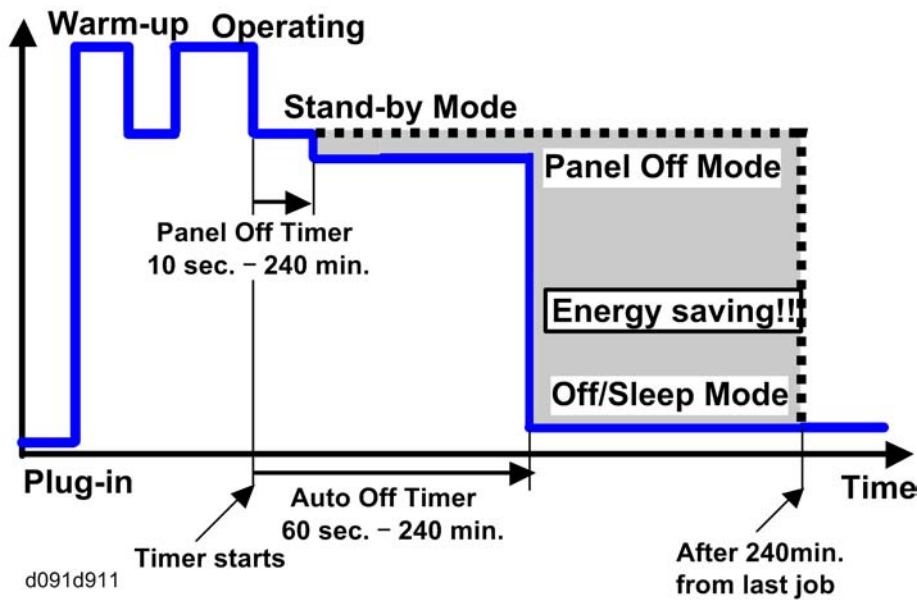 Warm-up
Operating
Stand-by Mode
Panel Off Mode
Panel Off Timer
10 sec. – 240 min.
Energy saving!!
Off/Sleep Mode
Plug-in
Time
Auto Off Timer
60 sec. – 240 min.
Timer starts
After 240min.
from last job
d091d911